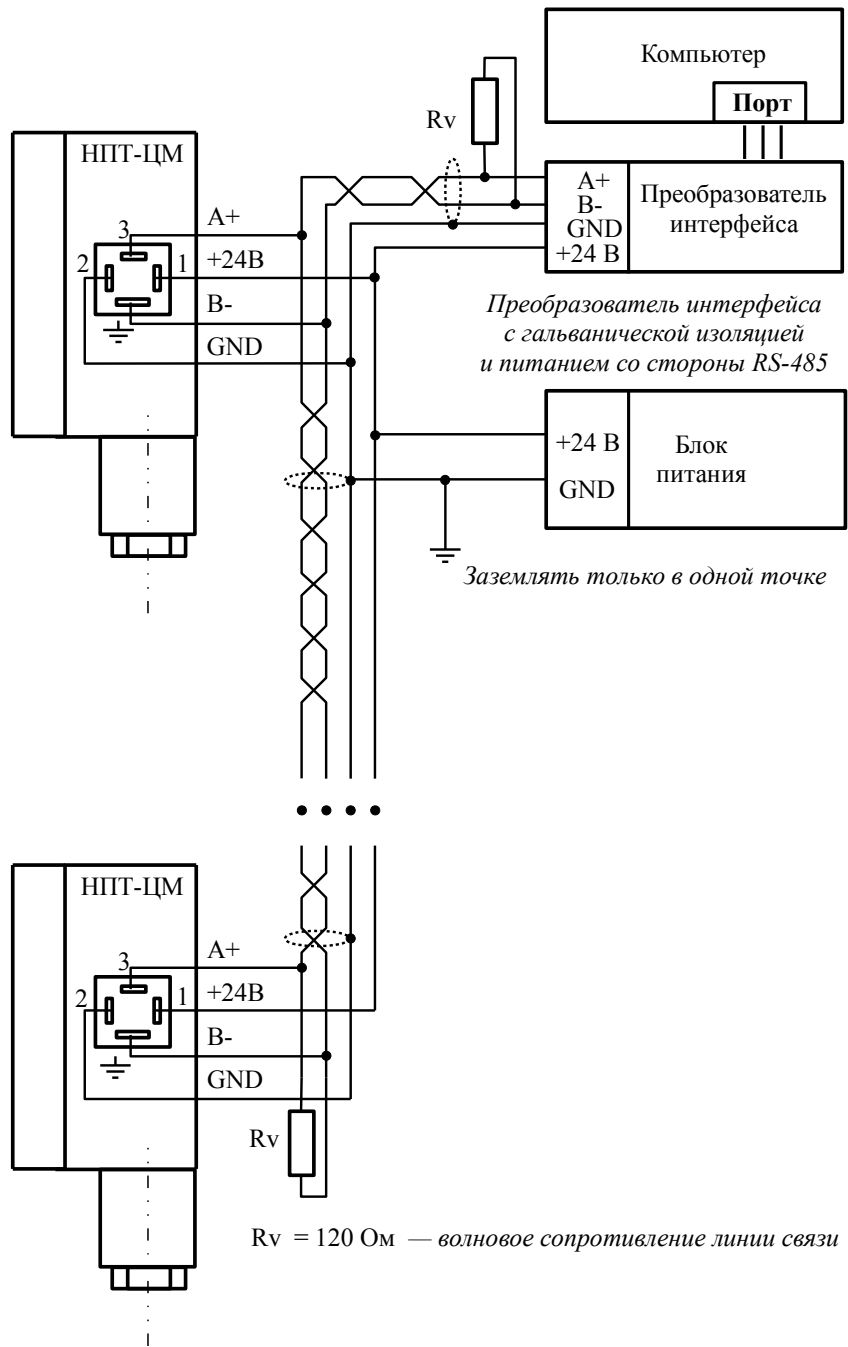 Компьютер
Порт
Rv
НПТ-ЦМ
A+
B-
GND
+24 В
Преобразователь
интерфейса
3
2
1
A+
+24В
B-
GND
Преобразователь интерфейса
с гальванической изоляцией
и питанием со стороны RS-485
+24 В
GND
Блок
питания
Заземлять только в одной точке
НПТ-ЦМ
3
2
1
A+
+24В
B-
GND
Rv
Rv = 120 Ом — волновое сопротивление линии связи